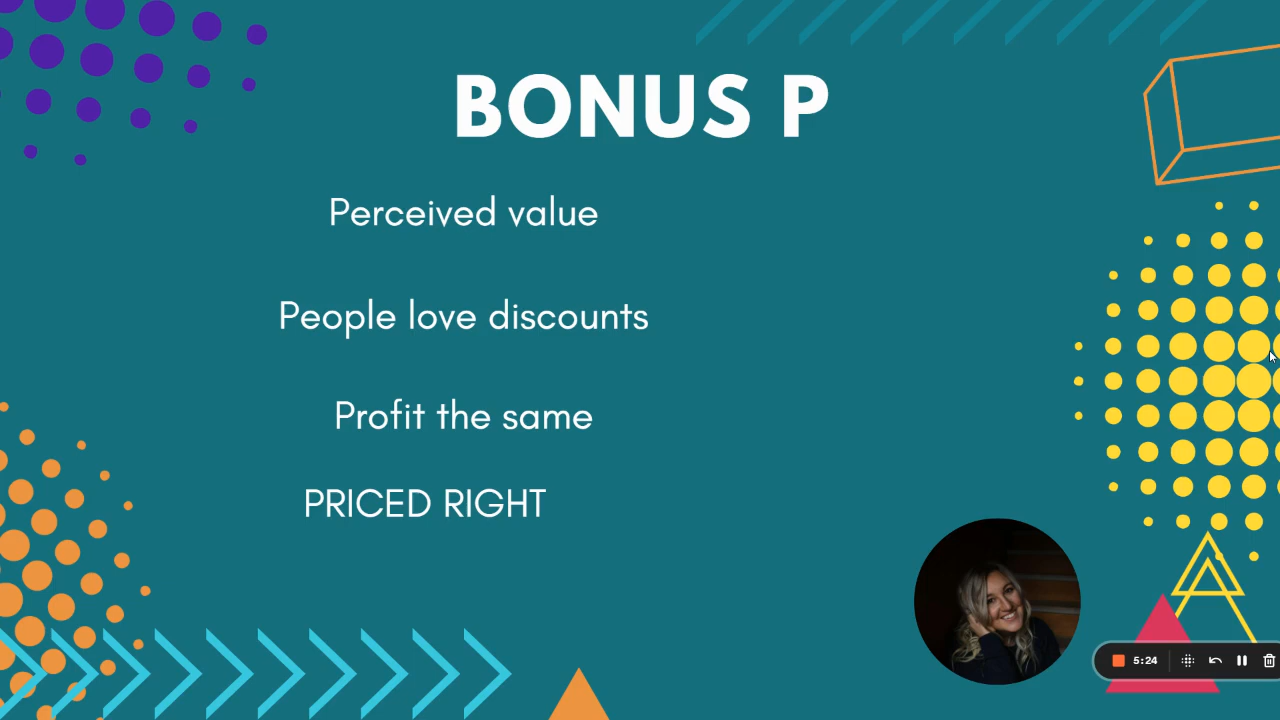 BONUS P
Perceived value
People love discounts
Profit the same
PRICED RIGHT
5:24